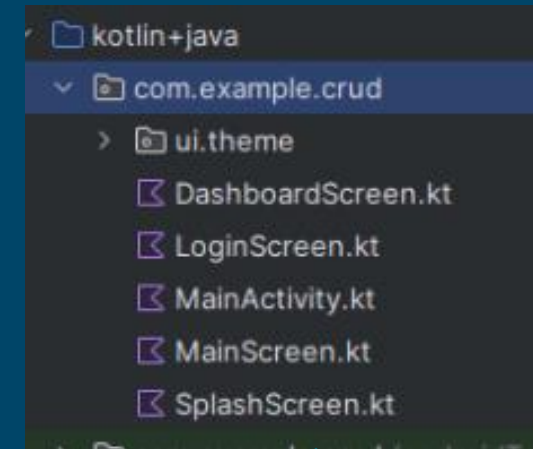 kotlin+java
com.example.crud
ui.theme
DashboardScreen.kt
LoginScreen.kt
MainActivity.kt
MainScreen.kt
SplashScreen.kt